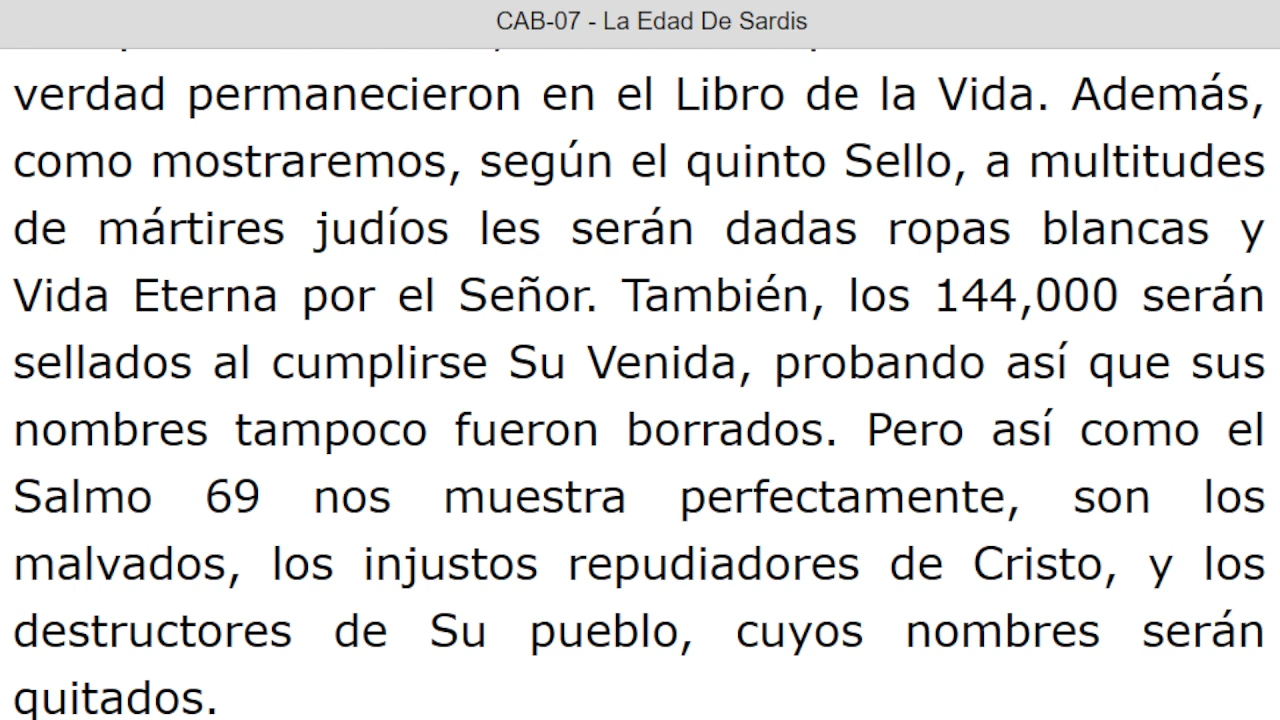 CAB-07 - La Edad De Sardis
verdad permanecieron en el Libro de la Vida. Además,
como mostraremos, según el quinto Sello, a multitudes
de mártires judíos les serán dadas ropas blancas y
Vida Eterna por el Señor. También, los 144,000 serán
sellados al cumplirse Su Venida, probando así que sus
nombres tampoco fueron borrados. Pero así como el
Salmo 69 nos muestra perfectamente, son los
malvados, los injustos repudiadores de Cristo, y los
destructores de Su pueblo, cuyos nombres serán
quitados.